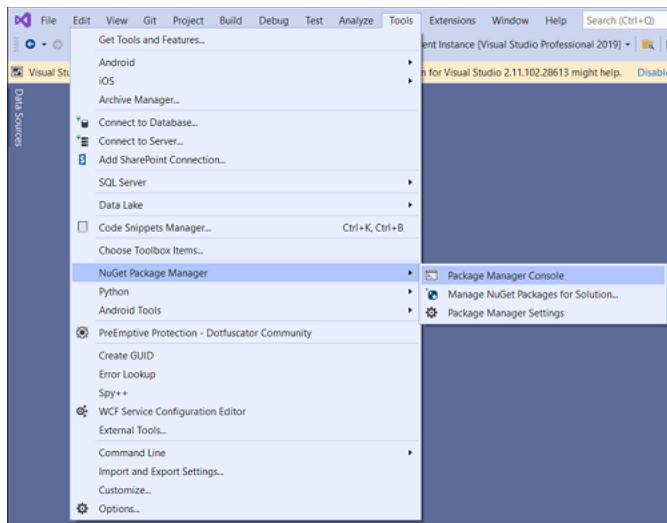 File Edit View Git Project Build Debug Test Analyze Tools Extensions Window Help Search (Ctrl+Q)
ent Instance [Visual Studio Professional 2019]
Visual Stu
n for Visual Studio 2.11.102.28613 might help. Disable
Data Sources
Get Tools and Features...
Android
iOS
Archive Manager...
Connect to Database...
Connect to Server...
Add SharePoint Connection...
SQL Server
Data Lake
Code Snippets Manager... Ctrl+K, Ctrl+B
Choose Toolbox Items...
NuGet Package Manager
Python
Android Tools
PreEmptive Protection - Dotfuscator Community
Create GUID
Error Lookup
Spy++
WCF Service Configuration Editor
External Tools...
Command Line
Import and Export Settings...
Customize...
Options...
Package Manager Console
Manage NuGet Packages for Solution...
Package Manager Settings